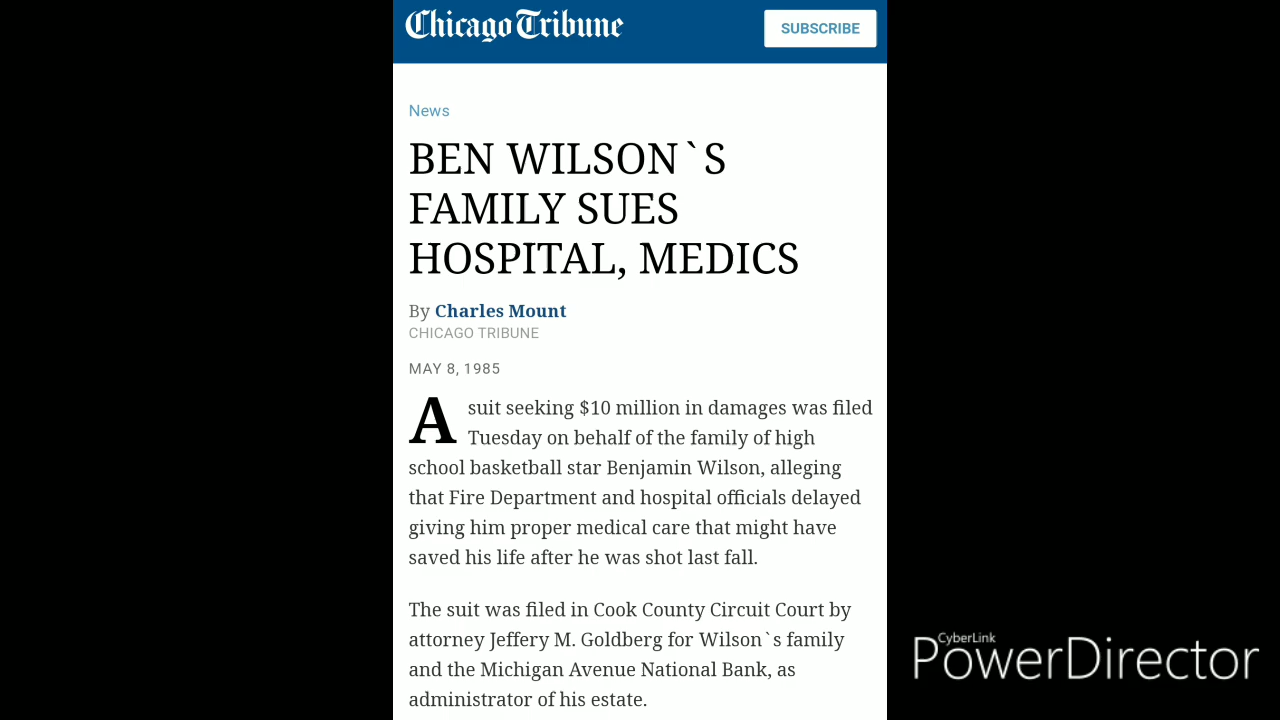 Chicago Tribune
SUBSCRIBE
News
BEN WILSON`S
FAMILY SUES
HOSPITAL, MEDICS
By Charles Mount
CHICAGO TRIBUNE
MAY 8, 1985
A suit seeking $10 million in damages was filed
Tuesday on behalf of the family of high
school basketball star Benjamin Wilson, alleging
that Fire Department and hospital officials delayed
giving him proper medical care that might have
saved his life after he was shot last fall.
The suit was filed in Cook County Circuit Court by
attorney Jeffery M. Goldberg for Wilson`s family
and the Michigan Avenue National Bank, as
administrator of his estate.
CyberLink
PowerDirector